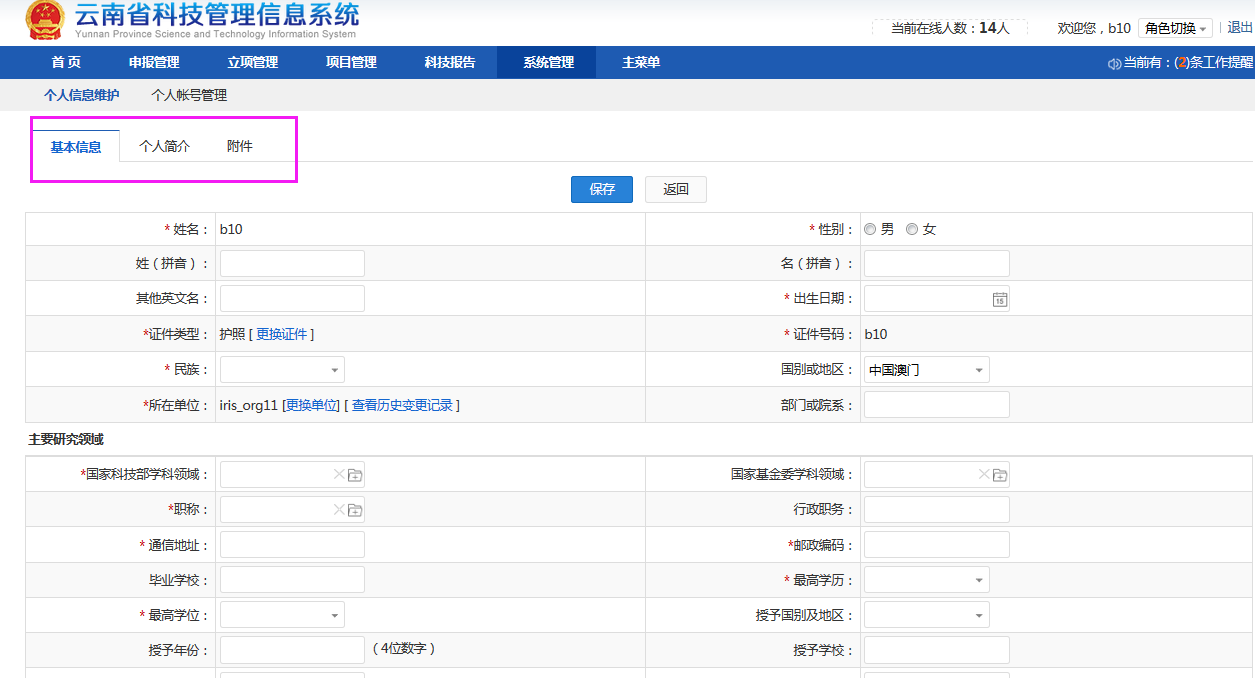 云南省科技管理信息系统
Yunnan Province Science and Technology Information System
当前在线人数：14人 欢迎您，b10 角色切换 退出
首 页 申报管理 立项管理 项目管理 科技报告 系统管理 主菜单 当前有：(2)条工作提醒
个人信息维护 个人帐号管理
基本信息 个人简介 附件
保存 返回
* 姓名： b10 * 性别： 男 女
姓（拼音）： 名（拼音）：
其他英文名： * 出生日期： 15
*证件类型： 护照 [ 更换证件 ] * 证件号码： b10
* 民族： 国别或地区： 中国澳门
*所在单位： iris_org11 [更换单位] [ 查看历史变更记录 ] 部门或院系：
主要研究领域
*国家科技部学科领域： 国家基金委学科领域：
*职称： 行政职务：
* 通信地址： *邮政编码：
毕业学校： * 最高学历：
* 最高学位： 授予国别及地区：
授予年份： （4位数字） 授予学校：